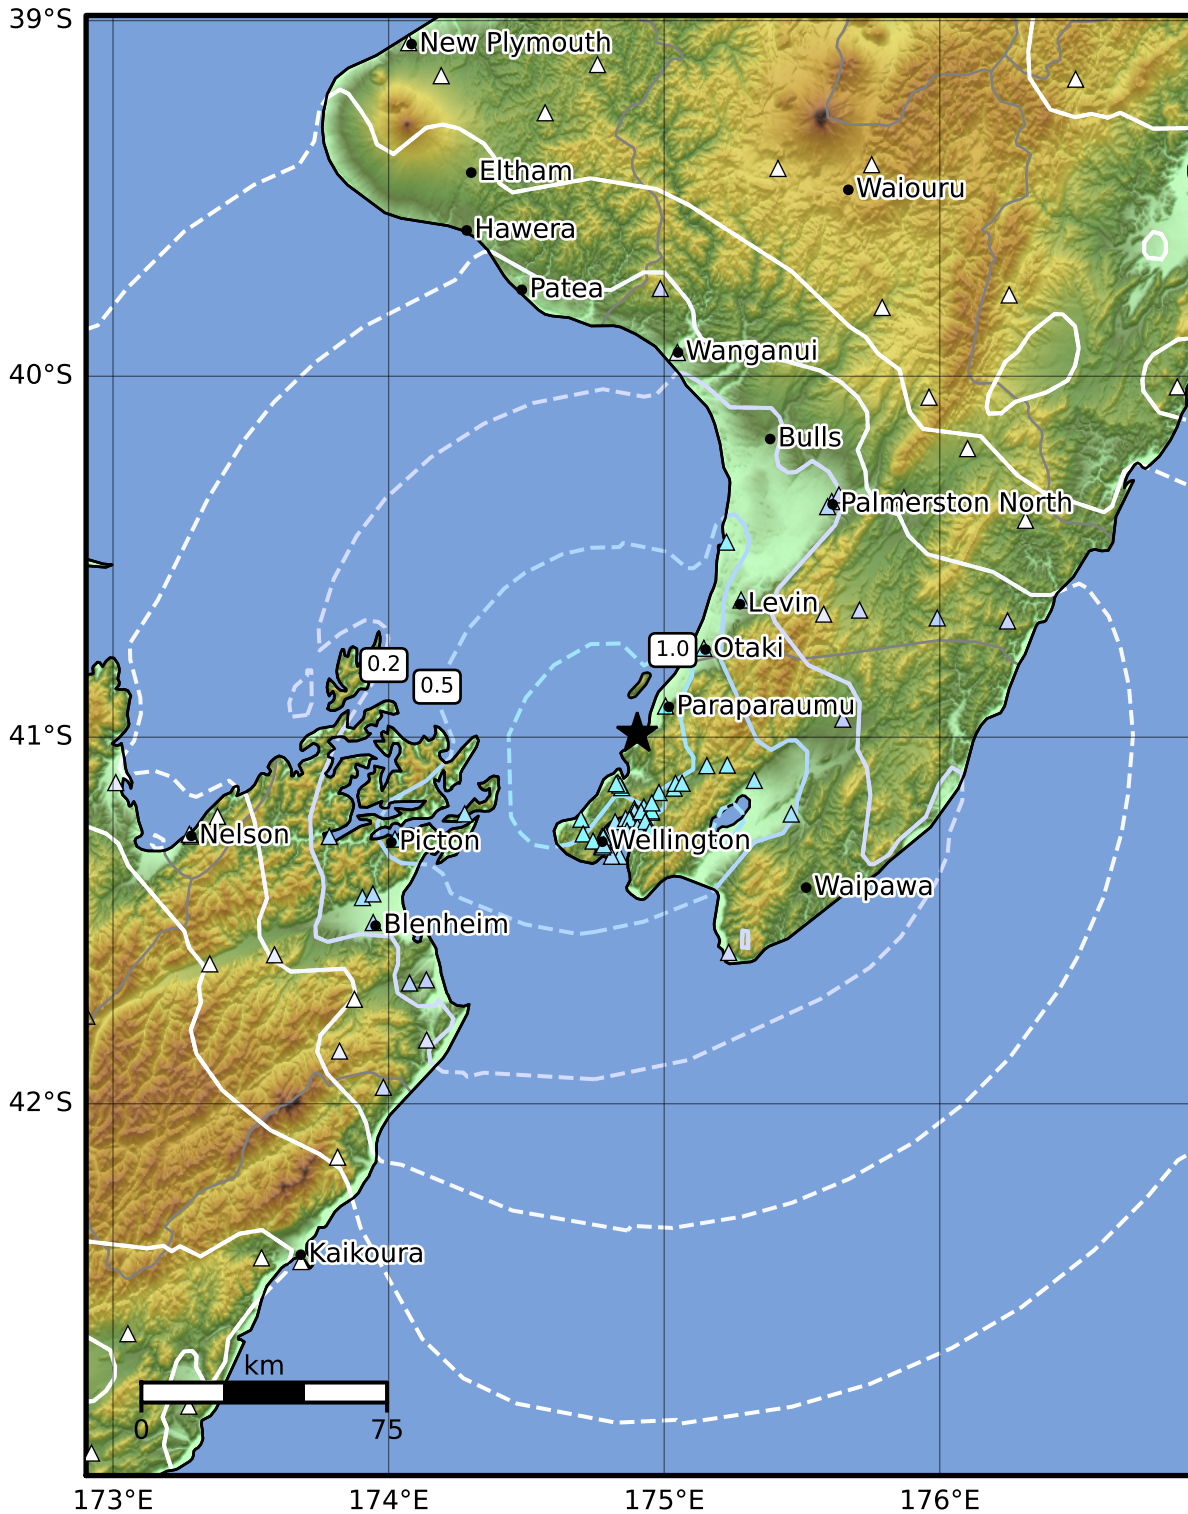 39°S
New Plymouth
Eltham
Waiouru
Hawera
Patea
Wanganui
40°S
Bulls
Palmerston North
Levin
1.0
Otaki
0.2
0.5
Paraparaumu
41°S
Nelson
Picton
Wellington
Waipawa
Blenheim
42°S
Kaikoura
km
0
75
173°E
174°E
175°E
176°E